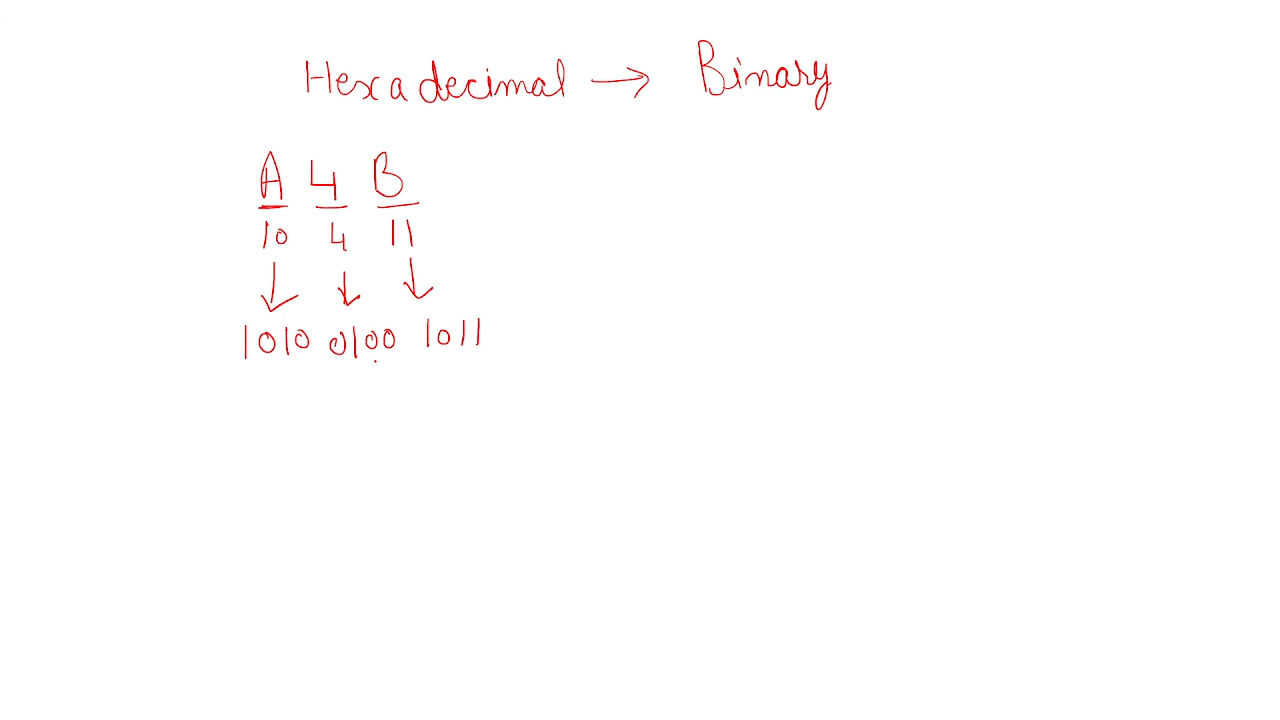 Hexadecimal → Binary
A 4 B
10 4 11
1010 0100 1011